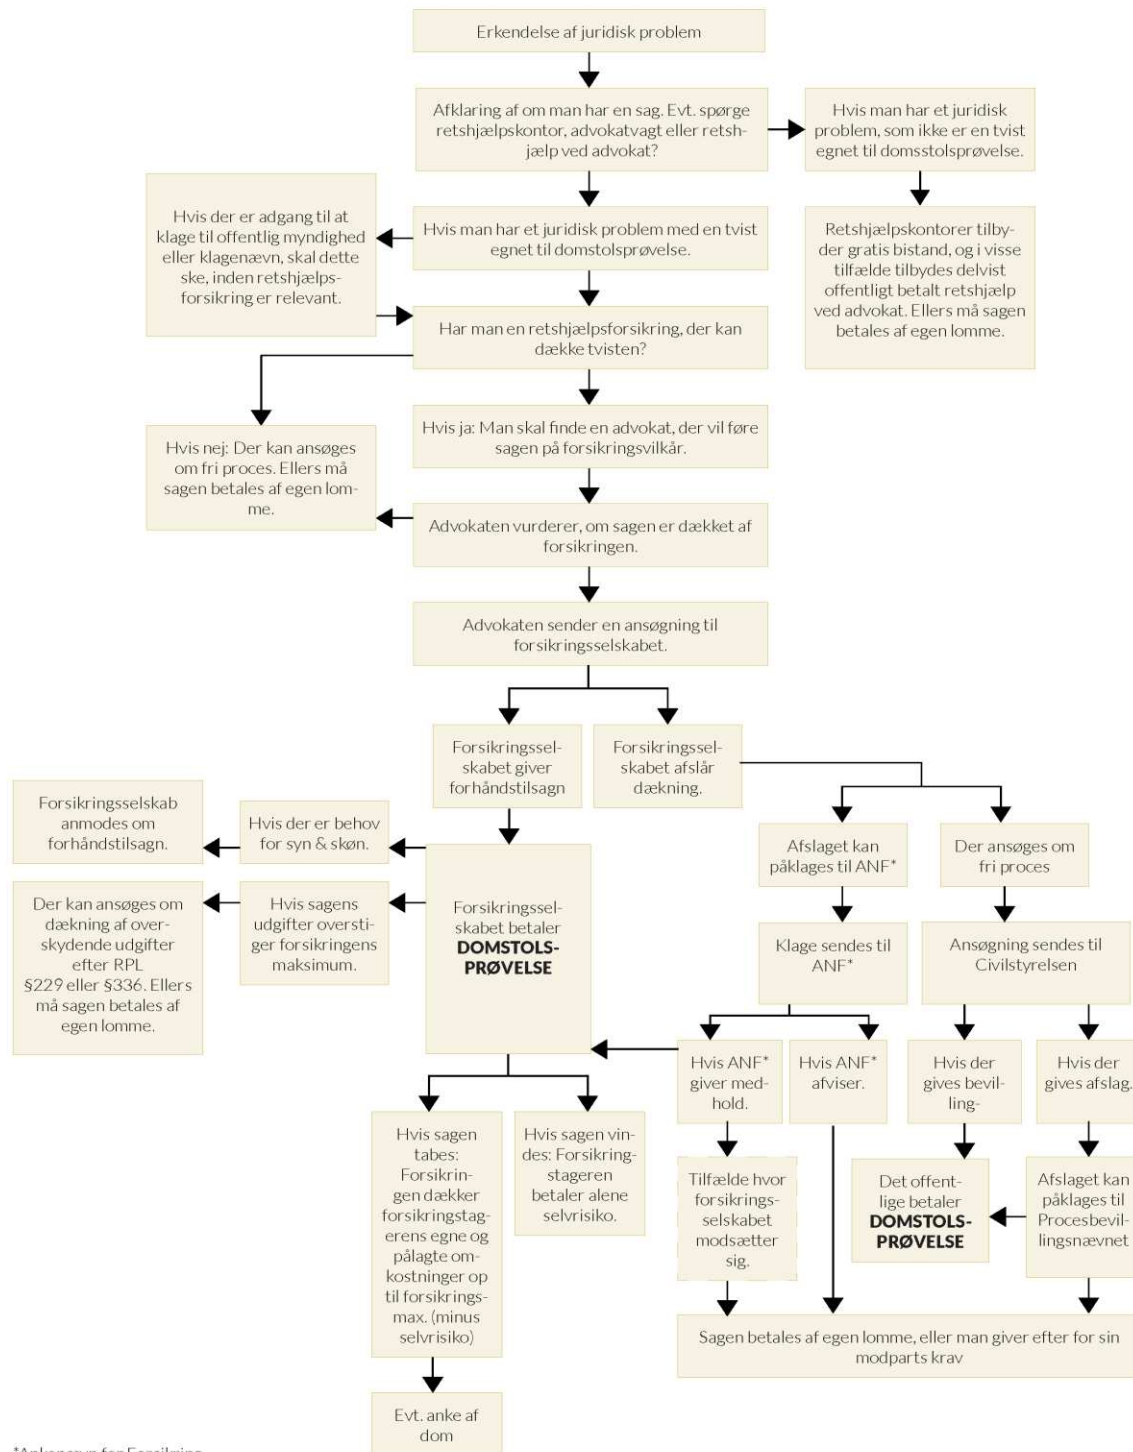 Erkendelse af juridisk problem
Afklaring af om man har en sag. Evt. spørge
retshjælpskontor, advokatvagt eller retshjælp
hjælp ved advokat?
Hvis man har et juridisk
problem, som ikke er en tvist
egnet til domsstolsprøvelse.
Hvis der er adgang til at
klage til offentlig myndighed
eller klagenævn, skal dette
ske, inden retshjælps-
forsikring er relevant.
Hvis man har et juridisk problem med en tvist
egnet til domstolsprøvelse.
Retshjælpskontorer tilby-
der gratis bistand, og i visse
tilfælde tilbydes delvist
offentligt betalt retshjælp
ved advokat. Ellers må sagen
betales af egen lomme.
Har man en retshjælpsforsikring, der kan
dække tvisten?
Hvis nej: Der kan ansøges
om fri proces. Ellers må
sagen betales af egen lom-
me.
Hvis ja: Man skal finde en advokat, der vil føre
sagen på forsikringsvilkår.
Advokaten vurderer, om sagen er dækket af
forsikringen.
Advokaten sender en ansøgning til
forsikringsselskabet.
Forsikringssel-
skabet giver
forhåndstilsagn
Forsikringssel-
skabet afslår
dækning.
Forsikringsselskab
anmodes om
forhåndstilsagn.
Hvis der er behov
for syn & skøn.
Afslaget kan
påklages til ANF*
Der ansøges om
fri proces
Der kan ansøges om
dækning af over-
skydende udgifter
efter RPL
§229 eller §336. Ellers
må sagen betales af
egen lomme.
Hvis sagens
udgifter oversti-
ger forsikringens
maksimum.
Forsikringssel-
skabet betaler
DOMSTOLS-
PRØVELSE
Klage sendes til
ANF*
Ansøgning sendes til
Civilstyrelsen
Hvis ANF*
giver med-
hold.
Hvis ANF*
afviser.
Hvis der
gives bevil-
ling-
Hvis der
gives afslag.
Hvis sagen
tabes:
Forsikrin-
gen dækker
forsikringstag-
erens egne og
pålagte om-
kostninger op
til forsikrings-
max. (minus
selvrisiko)
Hvis sagen vin-
des: Forsikring-
stageren
betaler alene
selvrisiko.
Tilfælde hvor
forsikrings-
selskabet
modsætter
sig.
Det offent-
lige betaler
DOMSTOLS-
PRØVELSE
Afslaget kan
påklages til
Procesbevil-
lingsnævnet
Sagen betales af egen lomme, eller man giver efter for sin
modparts krav
Evt. anke af
dom